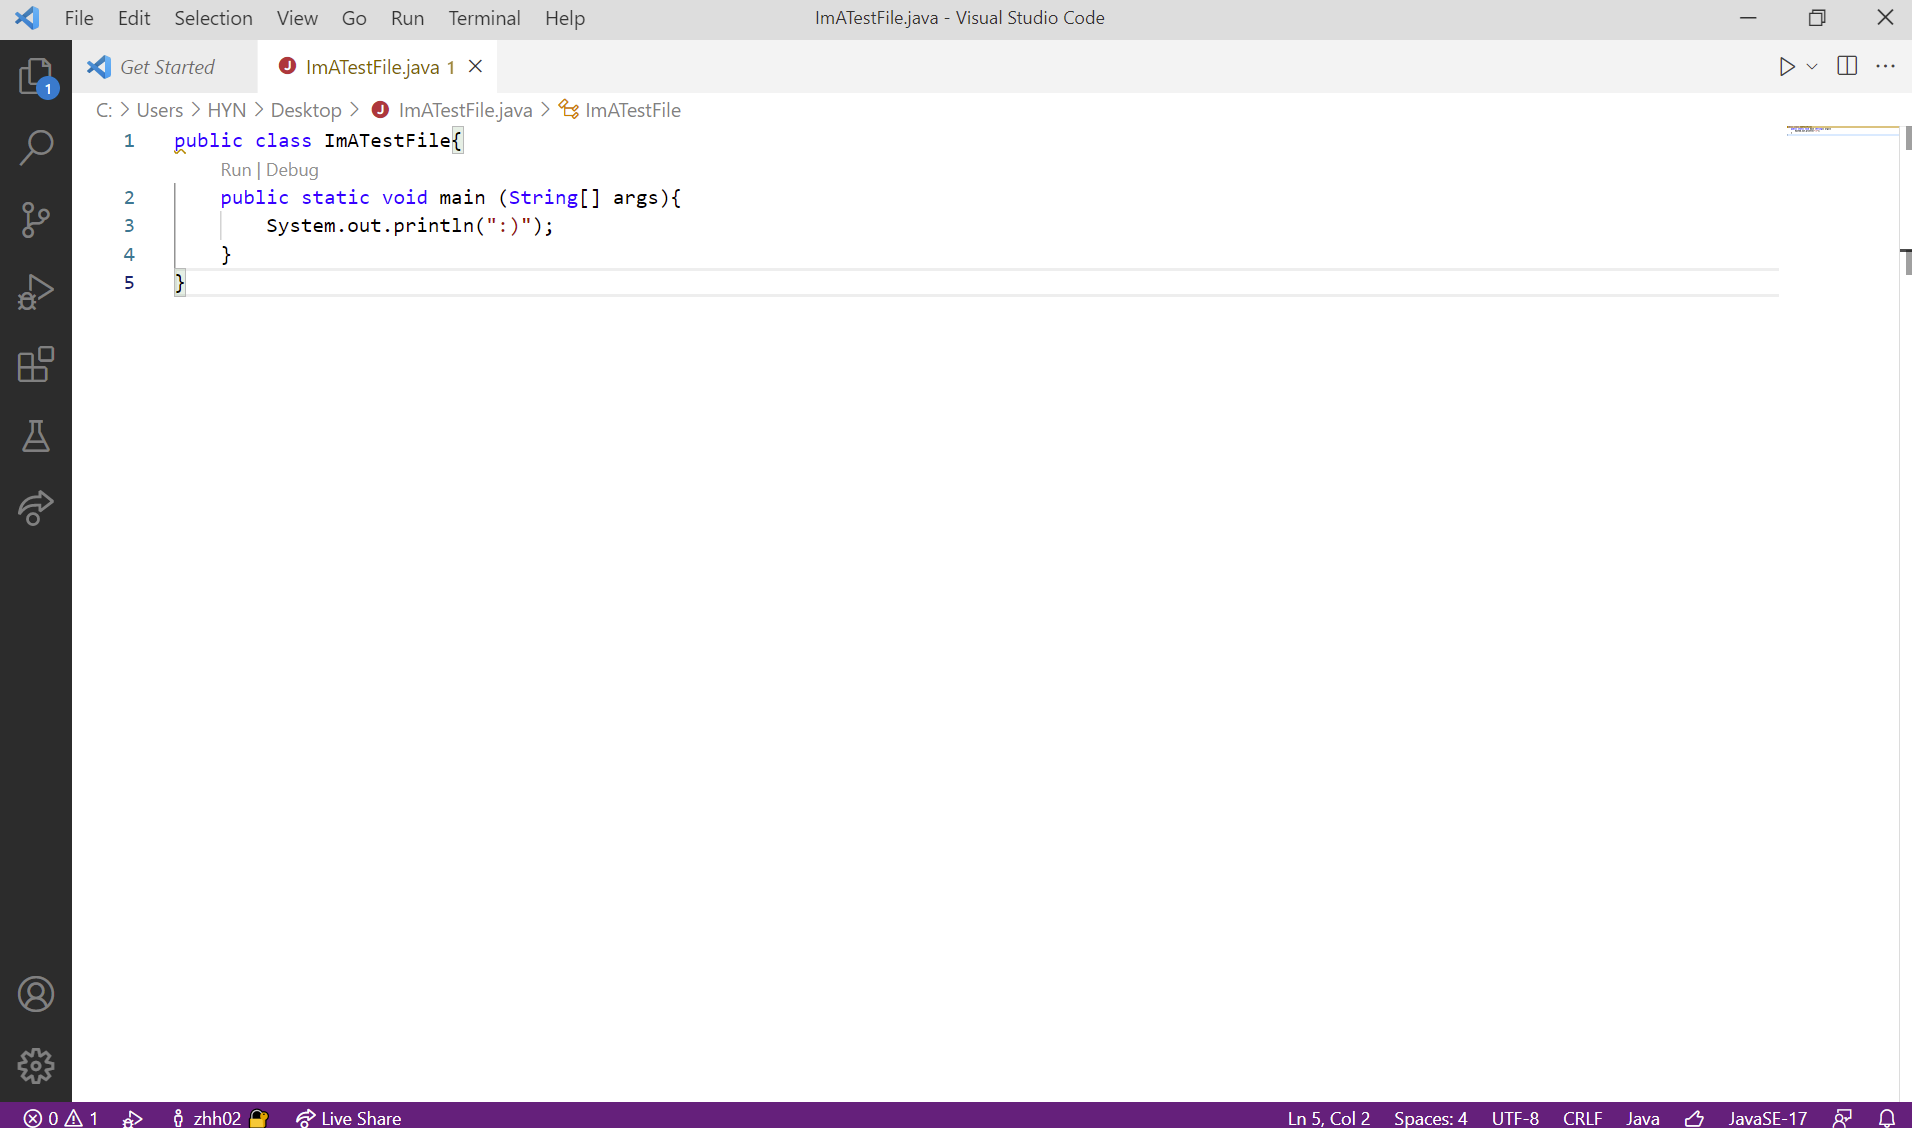 File Edit Selection View Go Run Terminal Help ImATestFile.java - Visual Studio Code
Get Started ImATestFile.java 1
C: > Users > HYN > Desktop > ImATestFile.java > ImATestFile
1 public class ImATestFile{
Run | Debug
2 public static void main (String[] args){
3 System.out.println(":)");
4 }
5 }
1
0 1 zhh02 Live Share Ln 5, Col 2 Spaces: 4 UTF-8 CRLF Java JavaSE-17